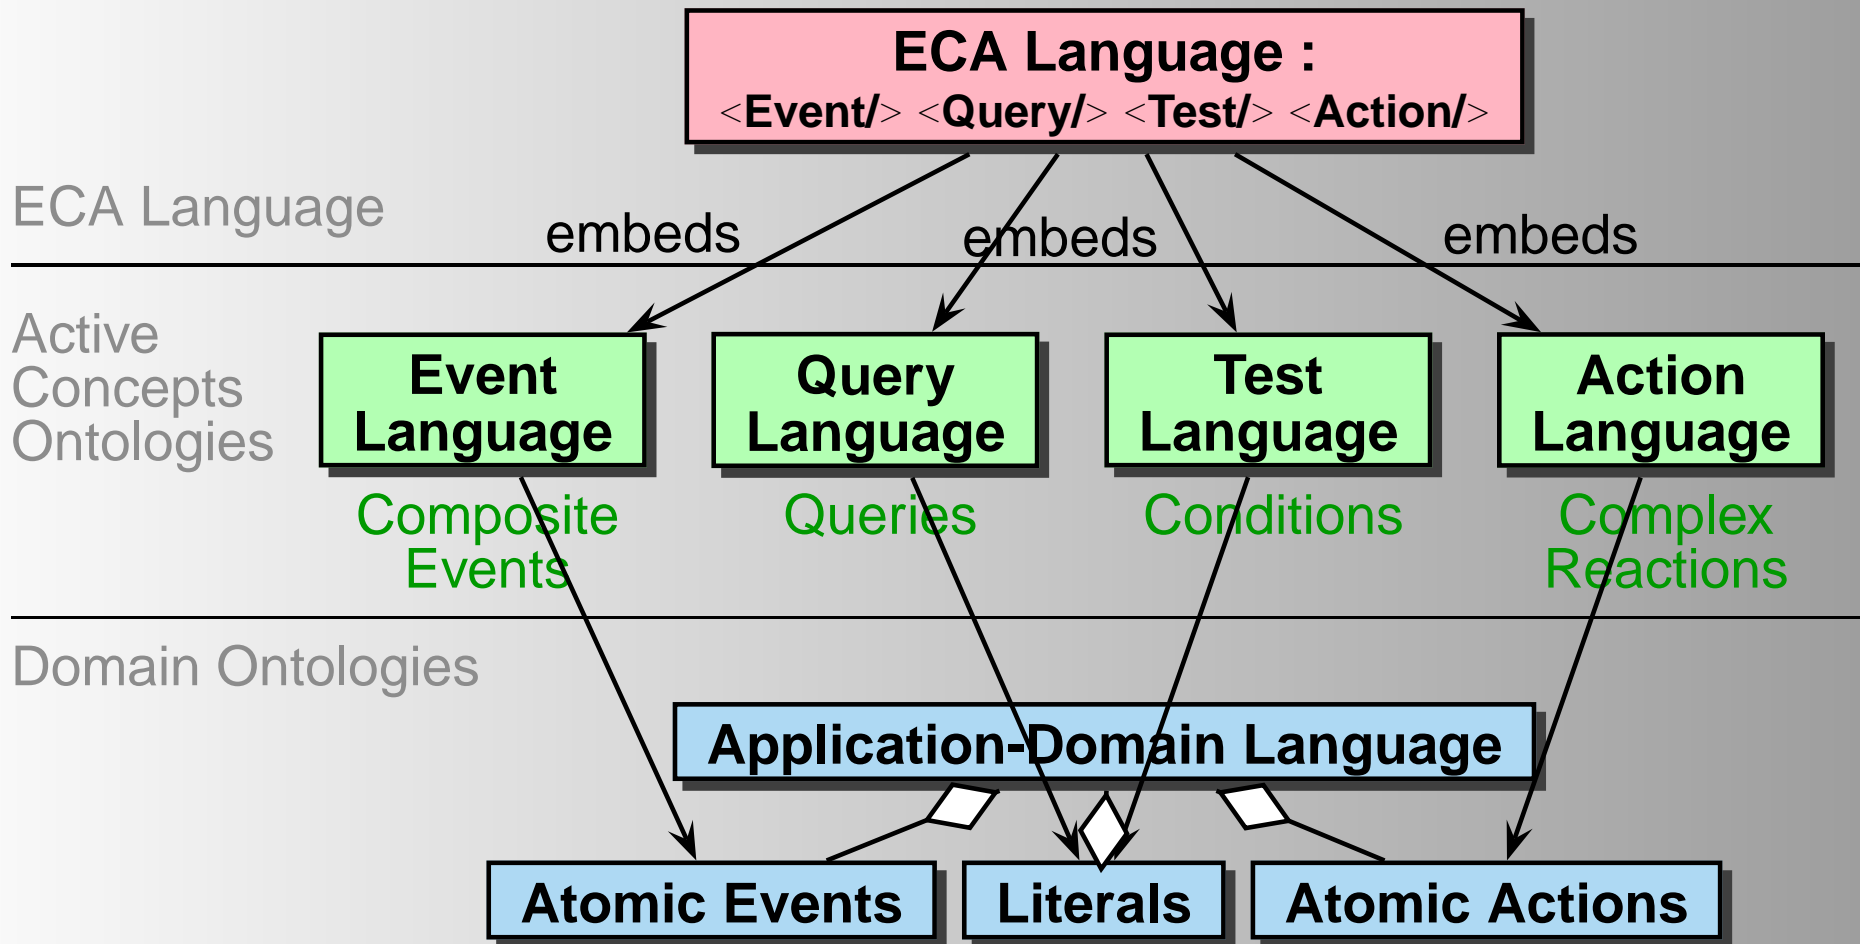 ECA Language :
<Event/> <Query/> <Test/> <Action/>
ECA Language
embeds
embeds
embeds
Active
Concepts
Ontologies
Event
Language
Query
Language
Test
Language
Action
Language
Composite
Events
Queries
Conditions
Complex
Reactions
Domain Ontologies
Application-Domain Language
Atomic Events
Literals
Atomic Actions